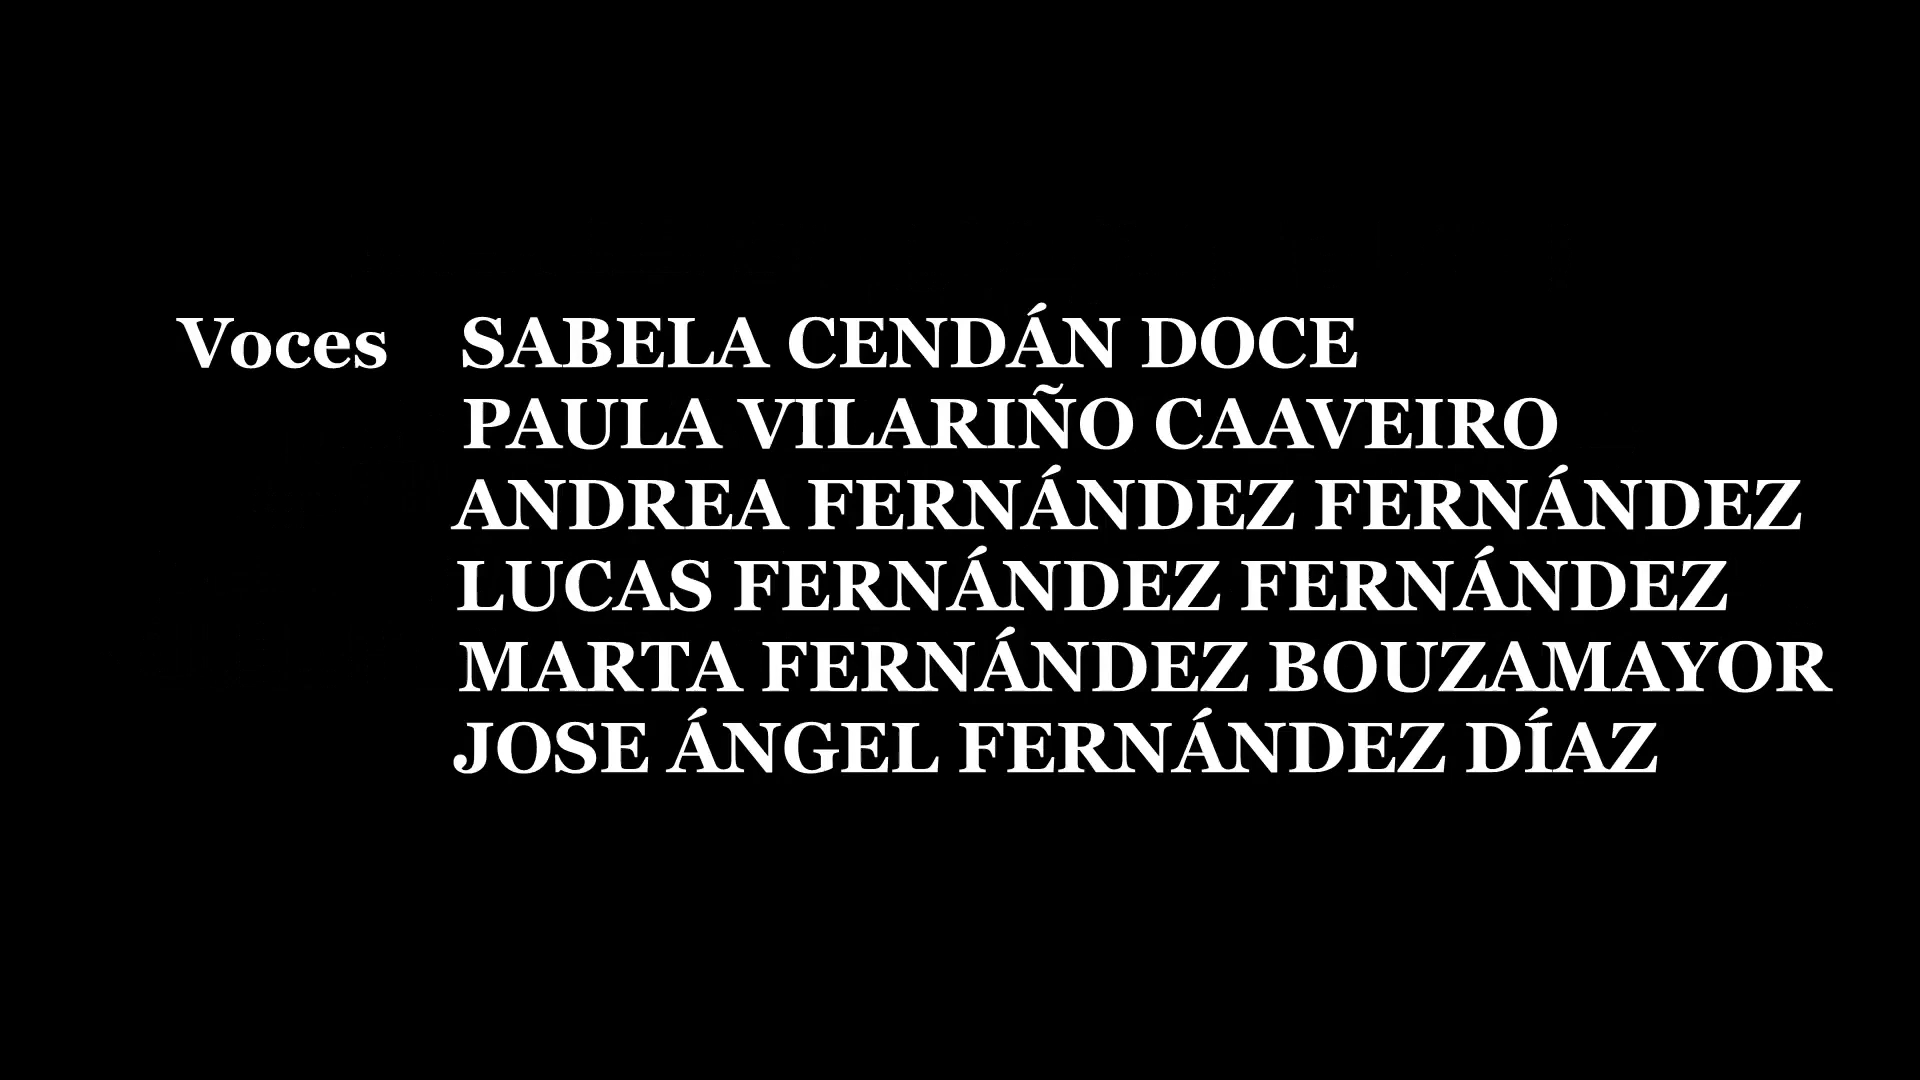 Voces SABELA CENDÁN DOCE
PAULA VILARIÑO CAAVEIRO
ANDREA FERNÁNDEZ FERNÁNDEZ
LUCAS FERNÁNDEZ FERNÁNDEZ
MARTA FERNÁNDEZ BOUZAMAYOR
JOSE ÁNGEL FERNÁNDEZ DÍAZ